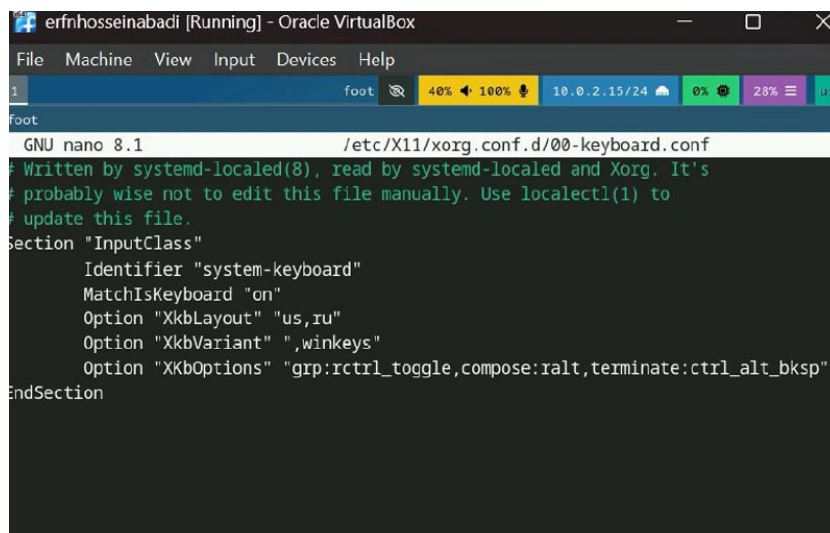 erfnhosseinabadi [Running] - Oracle VirtualBox
File Machine View Input Devices Help
1 foot 40% 100% 10.0.2.15/24 0% 28%
foot
GNU nano 8.1 /etc/X11/xorg.conf.d/00-keyboard.conf
# Written by systemd-localed(8), read by systemd-localed and Xorg. It's
# probably wise not to edit this file manually. Use localectl(1) to
# update this file.
Section "InputClass"
Identifier "system-keyboard"
MatchIsKeyboard "on"
Option "XkbLayout" "us,ru"
Option "XkbVariant" ",winkeys"
Option "XKbOptions" "grp:rctrl_toggle,compose:ralt,terminate:ctrl_alt_bksp"
EndSection